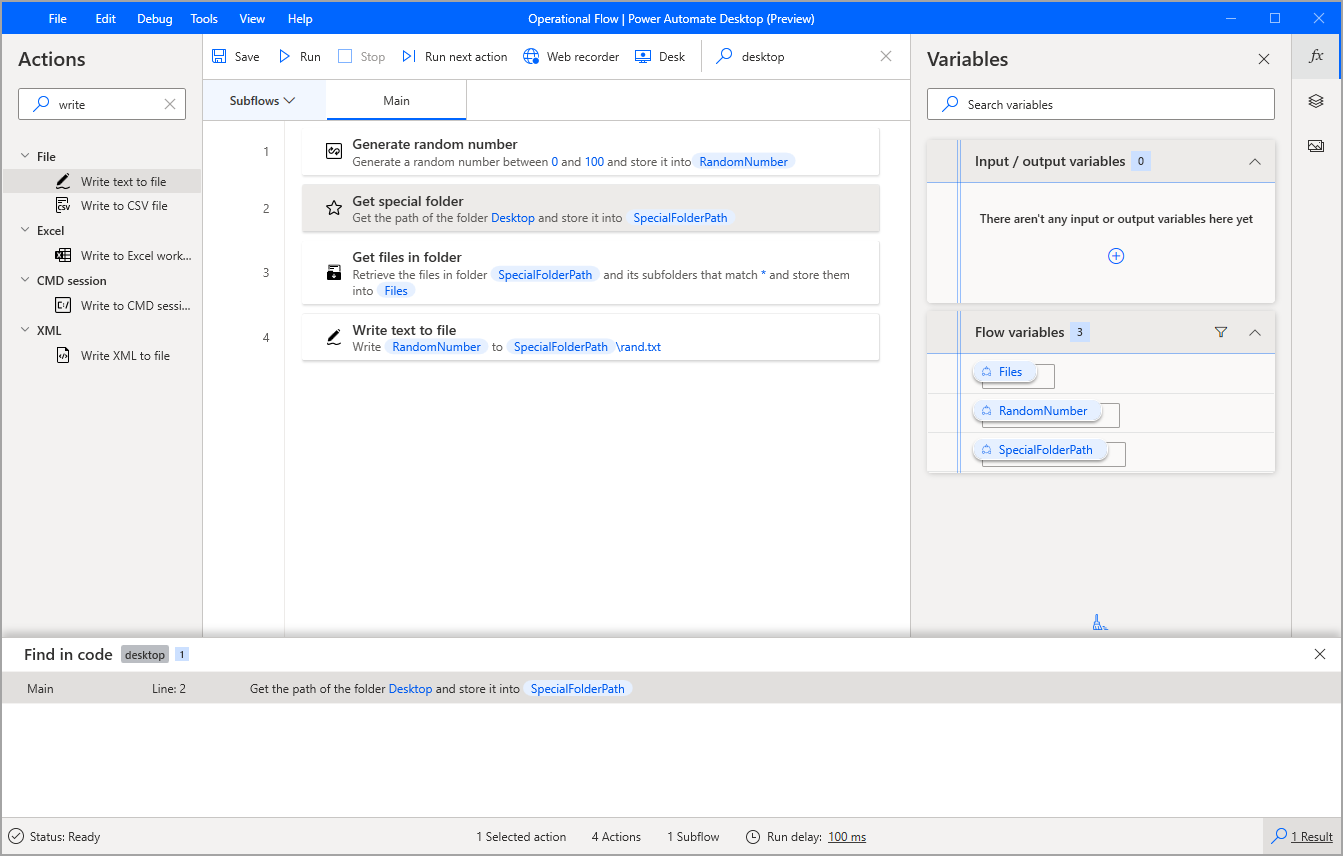 File Edit Debug Tools View Help Operational Flow | Power Automate Desktop (Preview)
Actions
write
File
Write text to file
Write to CSV file
Excel
Write to Excel work...
CMD session
Write to CMD sessi...
XML
Write XML to file
Save Run Stop Run next action Web recorder Desk desktop
Subflows Main
1
Generate random number
Generate a random number between 0 and 100 and store it into RandomNumber
2
Get special folder
Get the path of the folder Desktop and store it into SpecialFolderPath
3
Get files in folder
Retrieve the files in folder SpecialFolderPath and its subfolders that match * and store them
into Files
4
Write text to file
Write RandomNumber to SpecialFolderPath \rand.txt
Variables
fx
Search variables
Input / output variables 0
There aren't any input or output variables here yet
Flow variables 3
Files
RandomNumber
SpecialFolderPath
Find in code desktop 1
Main Line: 2 Get the path of the folder Desktop and store it into SpecialFolderPath
Status: Ready 1 Selected action 4 Actions 1 Subflow Run delay: 100 ms 1 Result